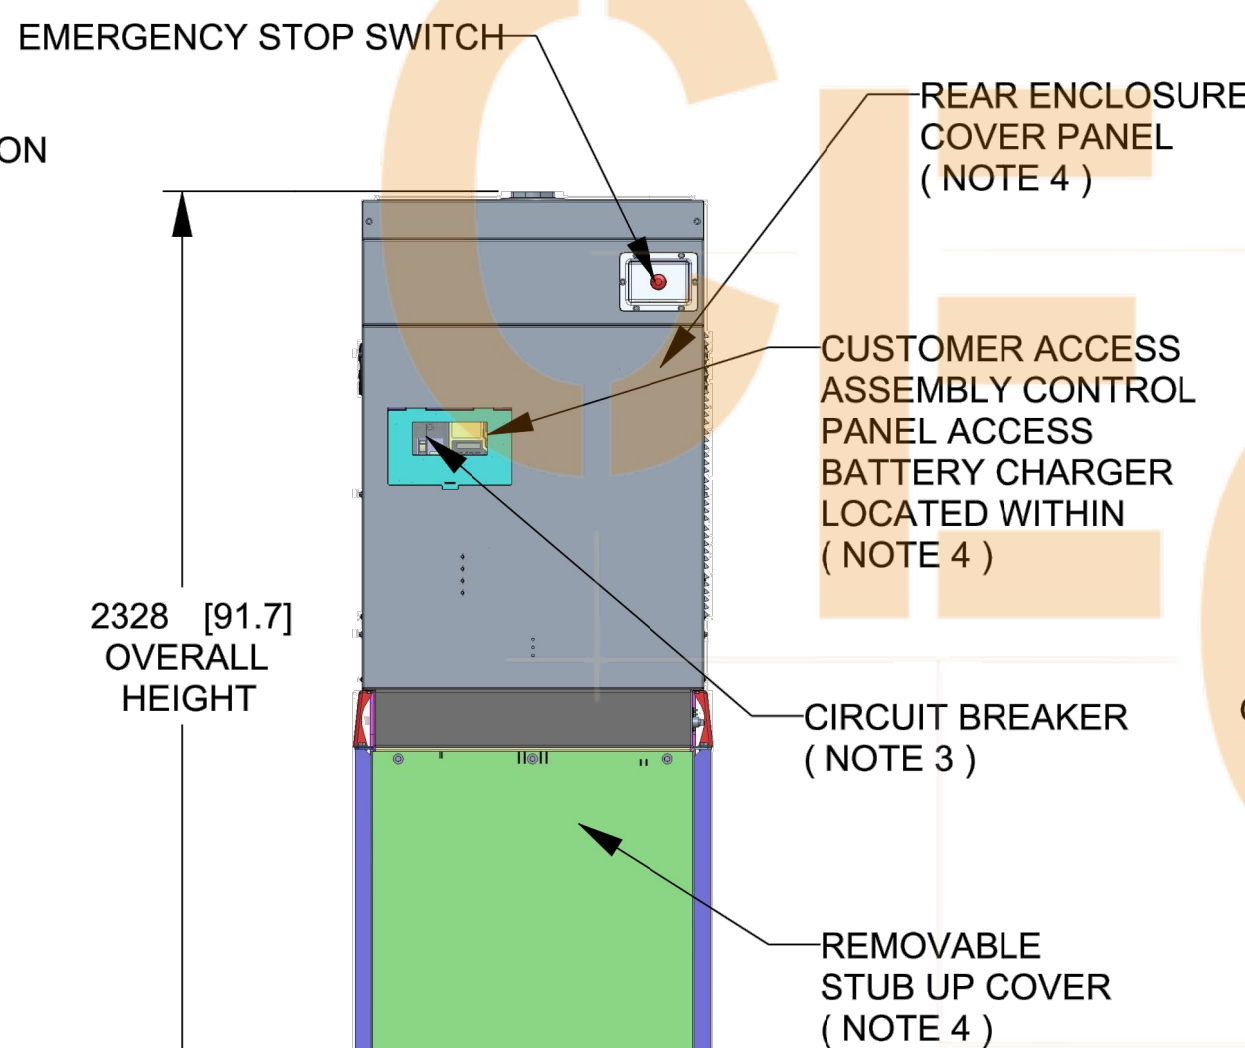 EMERGENCY STOP SWITCH
ON
REAR ENCLOSURE
COVER PANEL
( NOTE 4 )
CUSTOMER ACCESS
ASSEMBLY CONTROL
PANEL ACCESS
BATTERY CHARGER
LOCATED WITHIN
( NOTE 4 )
2328 [91.7]
OVERALL
HEIGHT
CIRCUIT BREAKER
( NOTE 3 )
REMOVABLE
STUB UP COVER
( NOTE 4 )